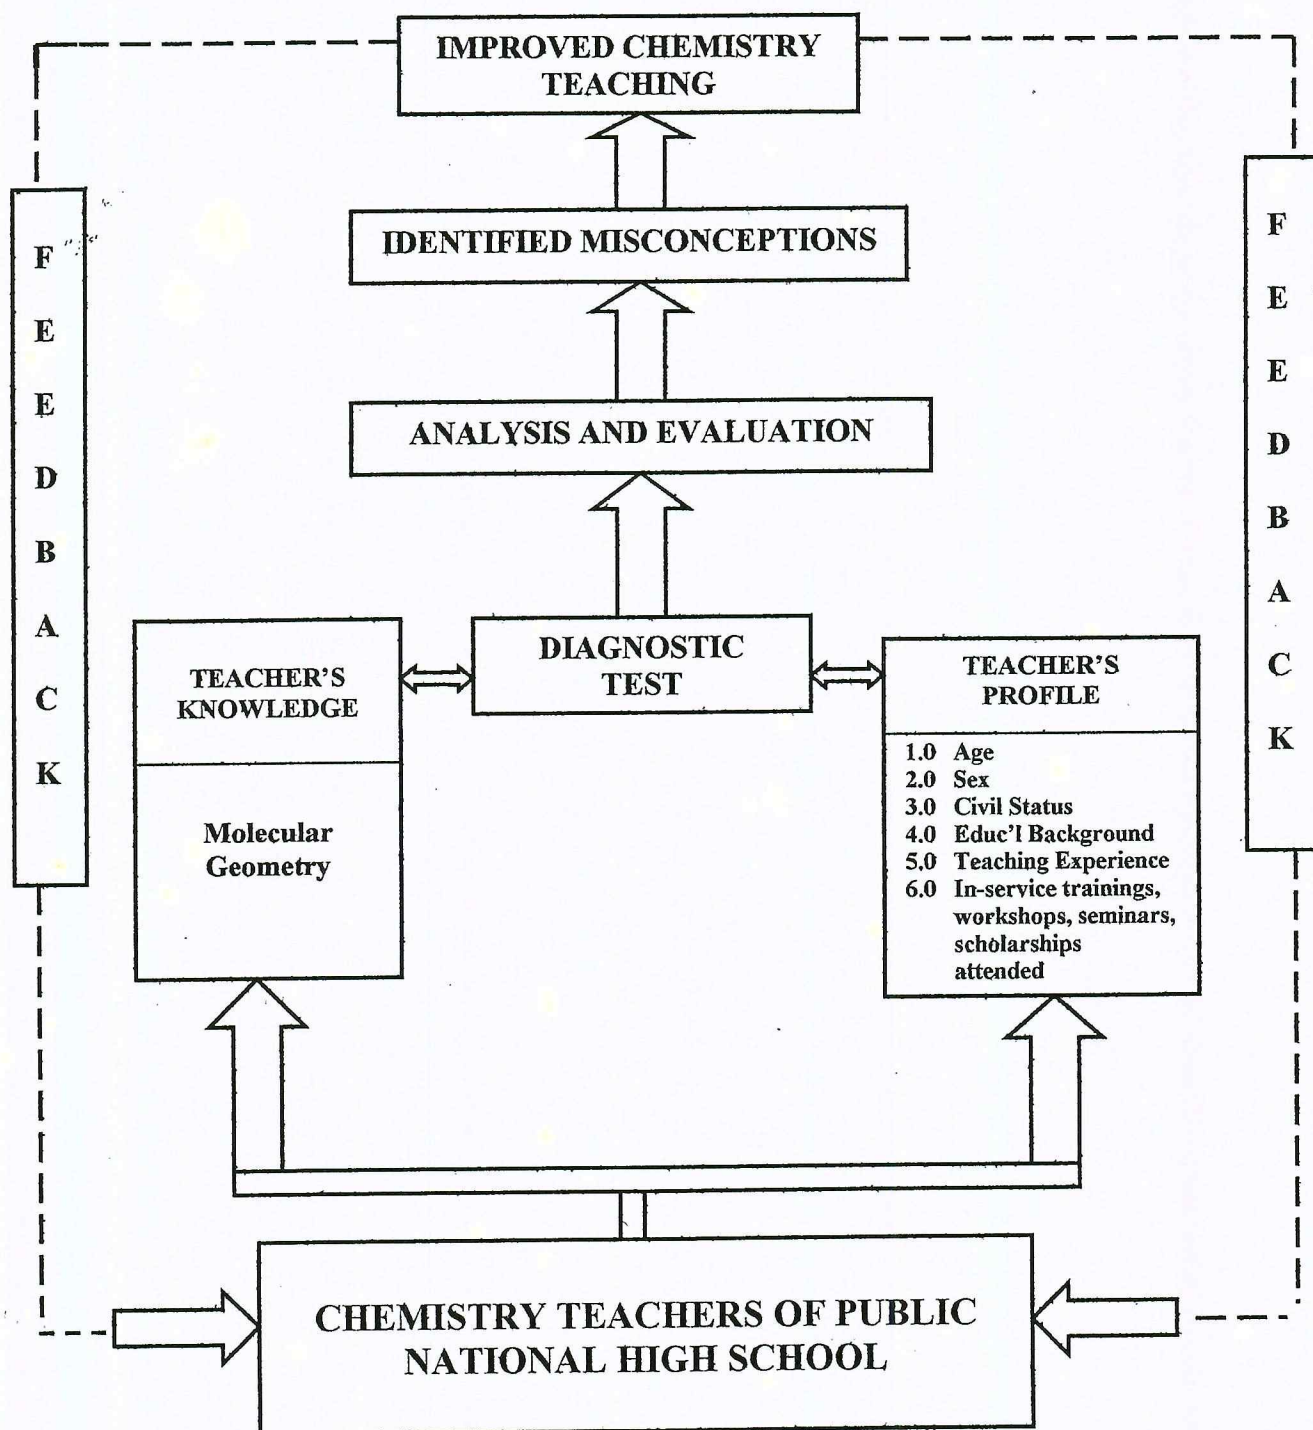 IMPROVED CHEMISTRY
TEACHING
IDENTIFIED MISCONCEPTIONS
ANALYSIS AND EVALUATION
DIAGNOSTIC
TEST
TEACHER'S
KNOWLEDGE
Molecular
Geometry
TEACHER'S
PROFILE
1.0 Age
2.0 Sex
3.0 Civil Status
4.0 Educ'l Background
5.0 Teaching Experience
6.0 In-service trainings,
workshops, seminars,
scholarships
attended
F
E
E
D
B
A
C
K
F
E
E
D
B
A
C
K
CHEMISTRY TEACHERS OF PUBLIC
NATIONAL HIGH SCHOOL